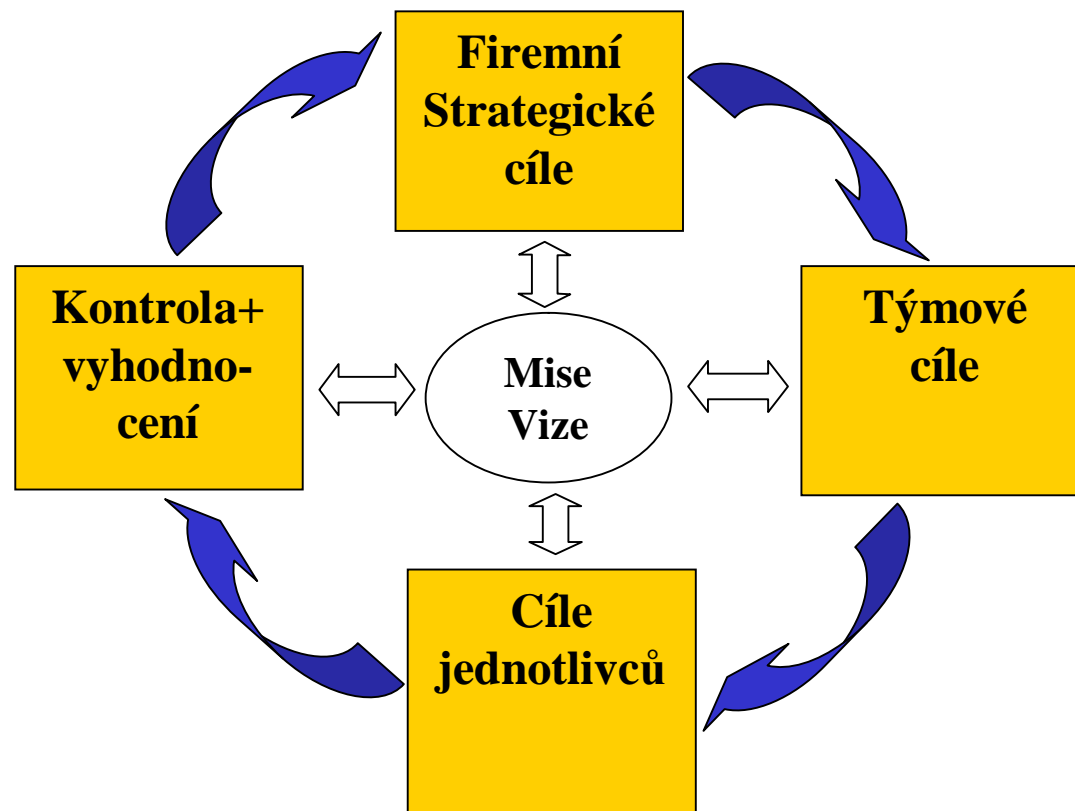 Firemní
Strategické
cíle
Kontrola+
vyhodno-
cení
Mise
Vize
Týmové
cíle
Cíle
jednotlivců